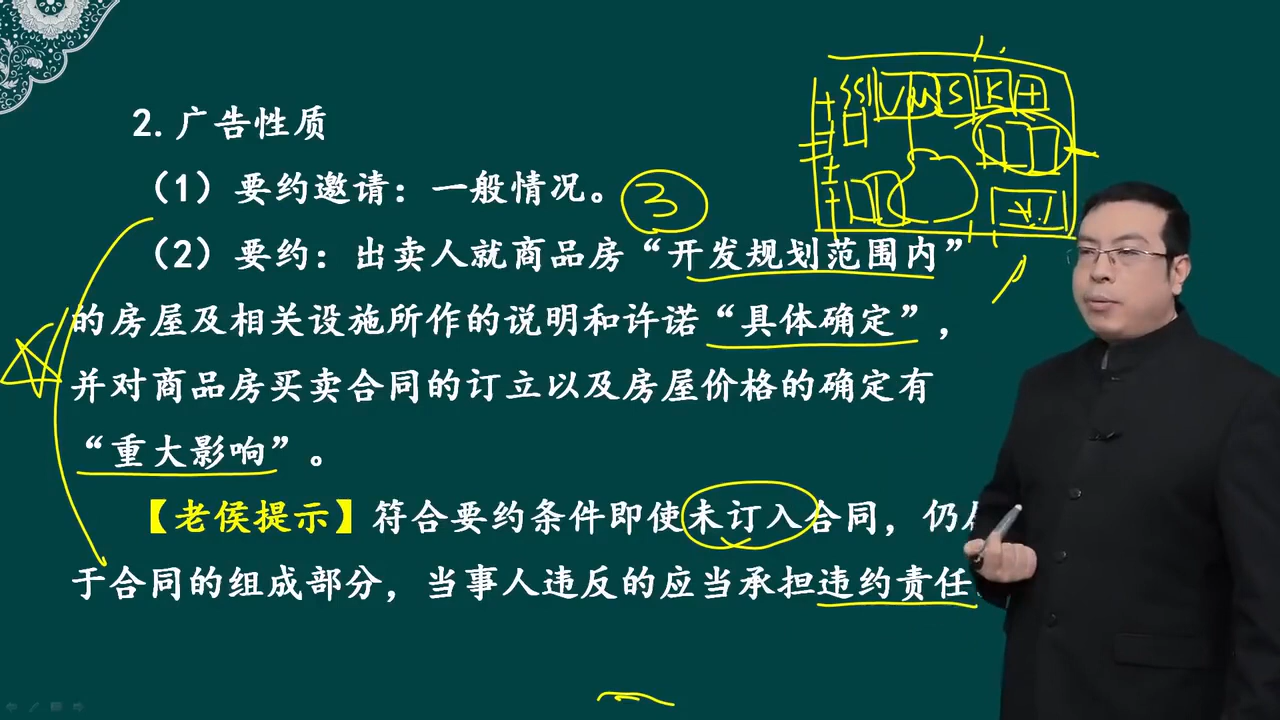 2.广告性质
（1）要约邀请：一般情况。 3
（2）要约：出卖人就商品房“开发规划范围内”
的房屋及相关设施所作的说明和许诺“具体确定”，
并对商品房买卖合同的订立以及房屋价格的确定有
“重大影响”。
【老侯提示】符合要约条件即使未订入合同，仍
于合同的组成部分，当事人违反的应当承担违约责任